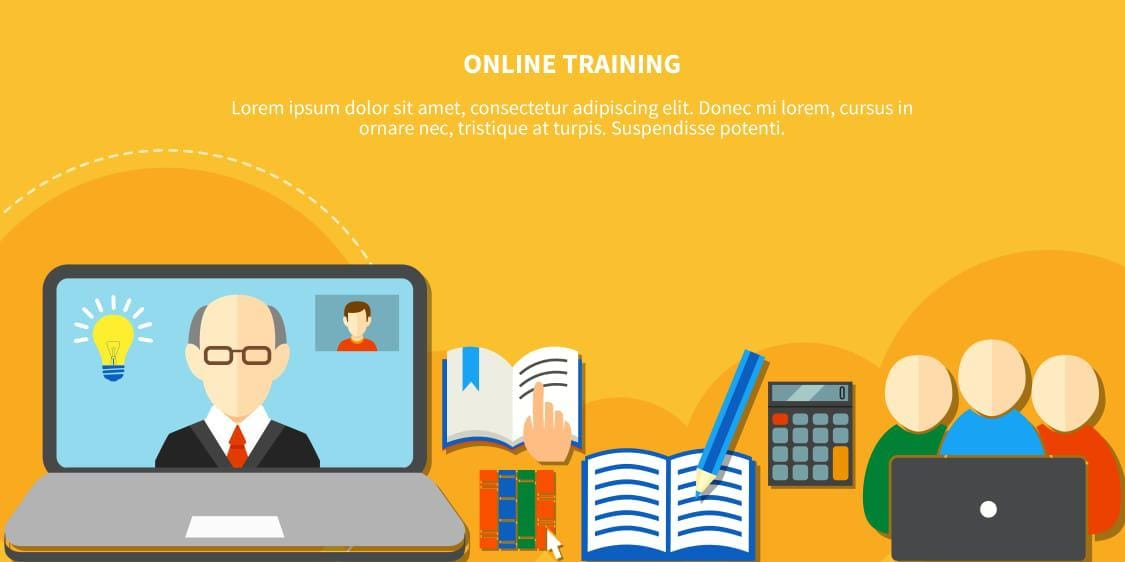 ONLINE TRAINING
Lorem ipsum dolor sit amet, consectetur adipiscing elit. Donec mi lorem, cursus in
ornare nec, tristique at turpis. Suspendisse potenti.
0